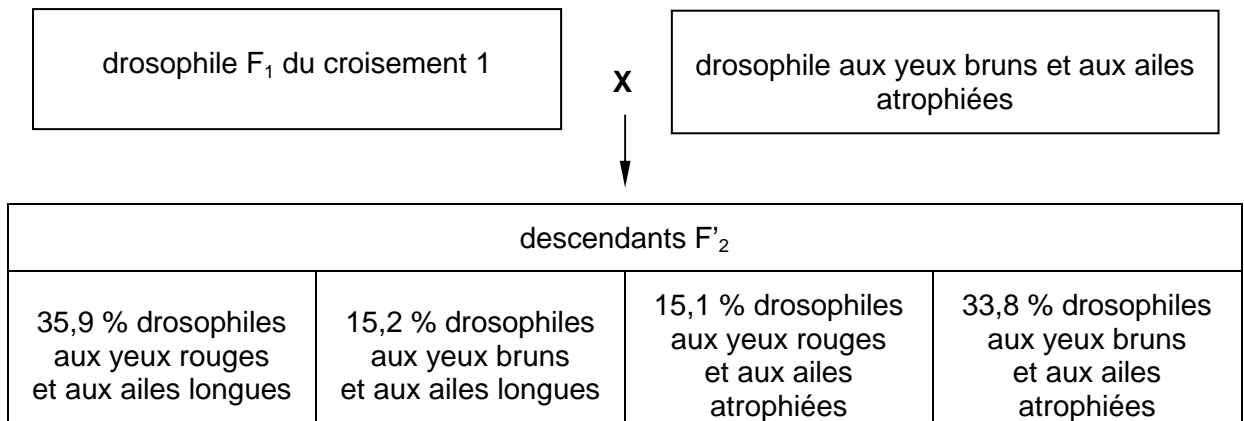 drosophile F₁ du croisement 1
X
drosophile aux yeux bruns et aux ailes
atrophiées
descendants F'₂
35,9 % drosophiles
aux yeux rouges
et aux ailes longues
15,2 % drosophiles
aux yeux bruns
et aux ailes longues
15,1 % drosophiles
aux yeux rouges
et aux ailes
atrophiées
33,8 % drosophiles
aux yeux bruns
et aux ailes
atrophiées